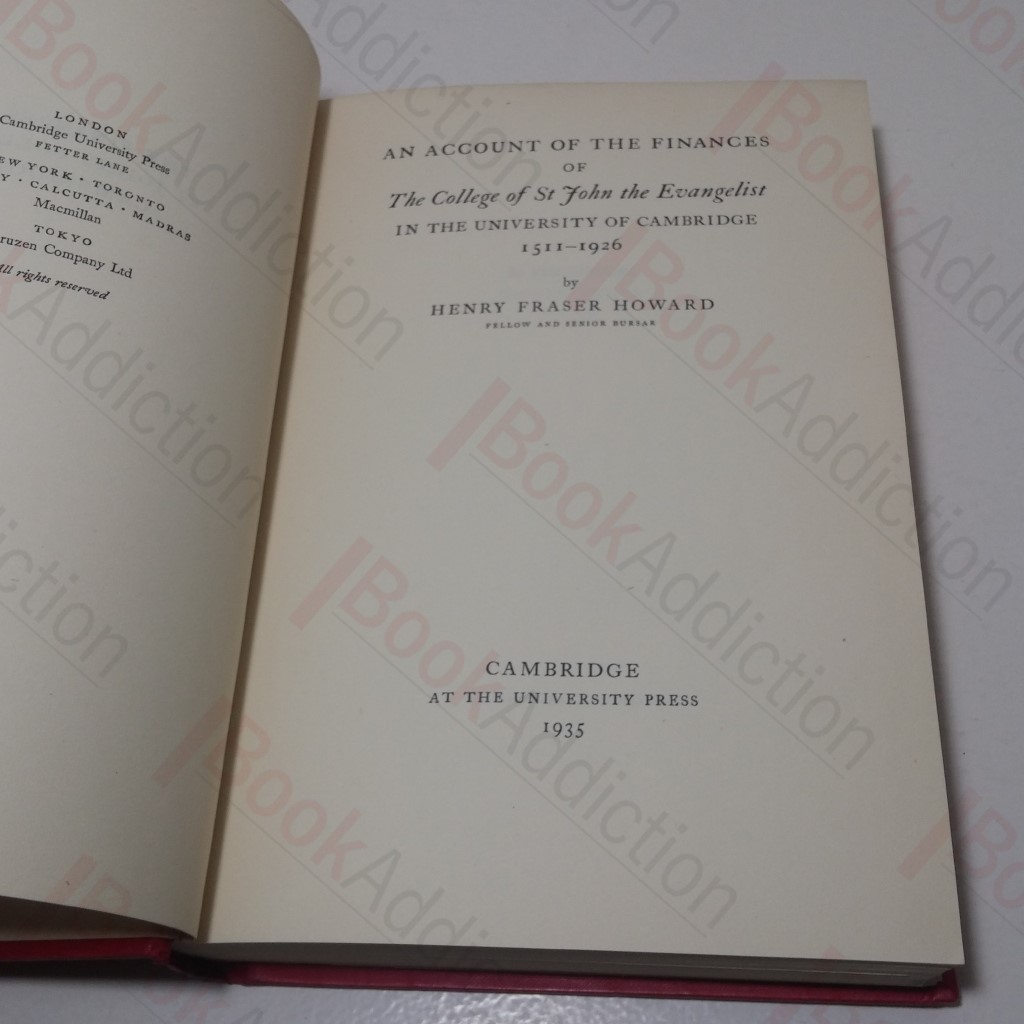 LONDON
Cambridge University Press
FETTER LANE
EW YORK · TORONTO
Y · CALCUTTA · MADRAS
Macmillan
TOKYO
ruzen Company Ltd
All rights reserved
AN ACCOUNT OF THE FINANCES
OF
The College of St John the Evangelist
IN THE UNIVERSITY OF CAMBRIDGE
1511–1926
by
HENRY FRASER HOWARD
FELLOW AND SENIOR BURSAR
CAMBRIDGE
AT THE UNIVERSITY PRESS
1935
BookAddiction